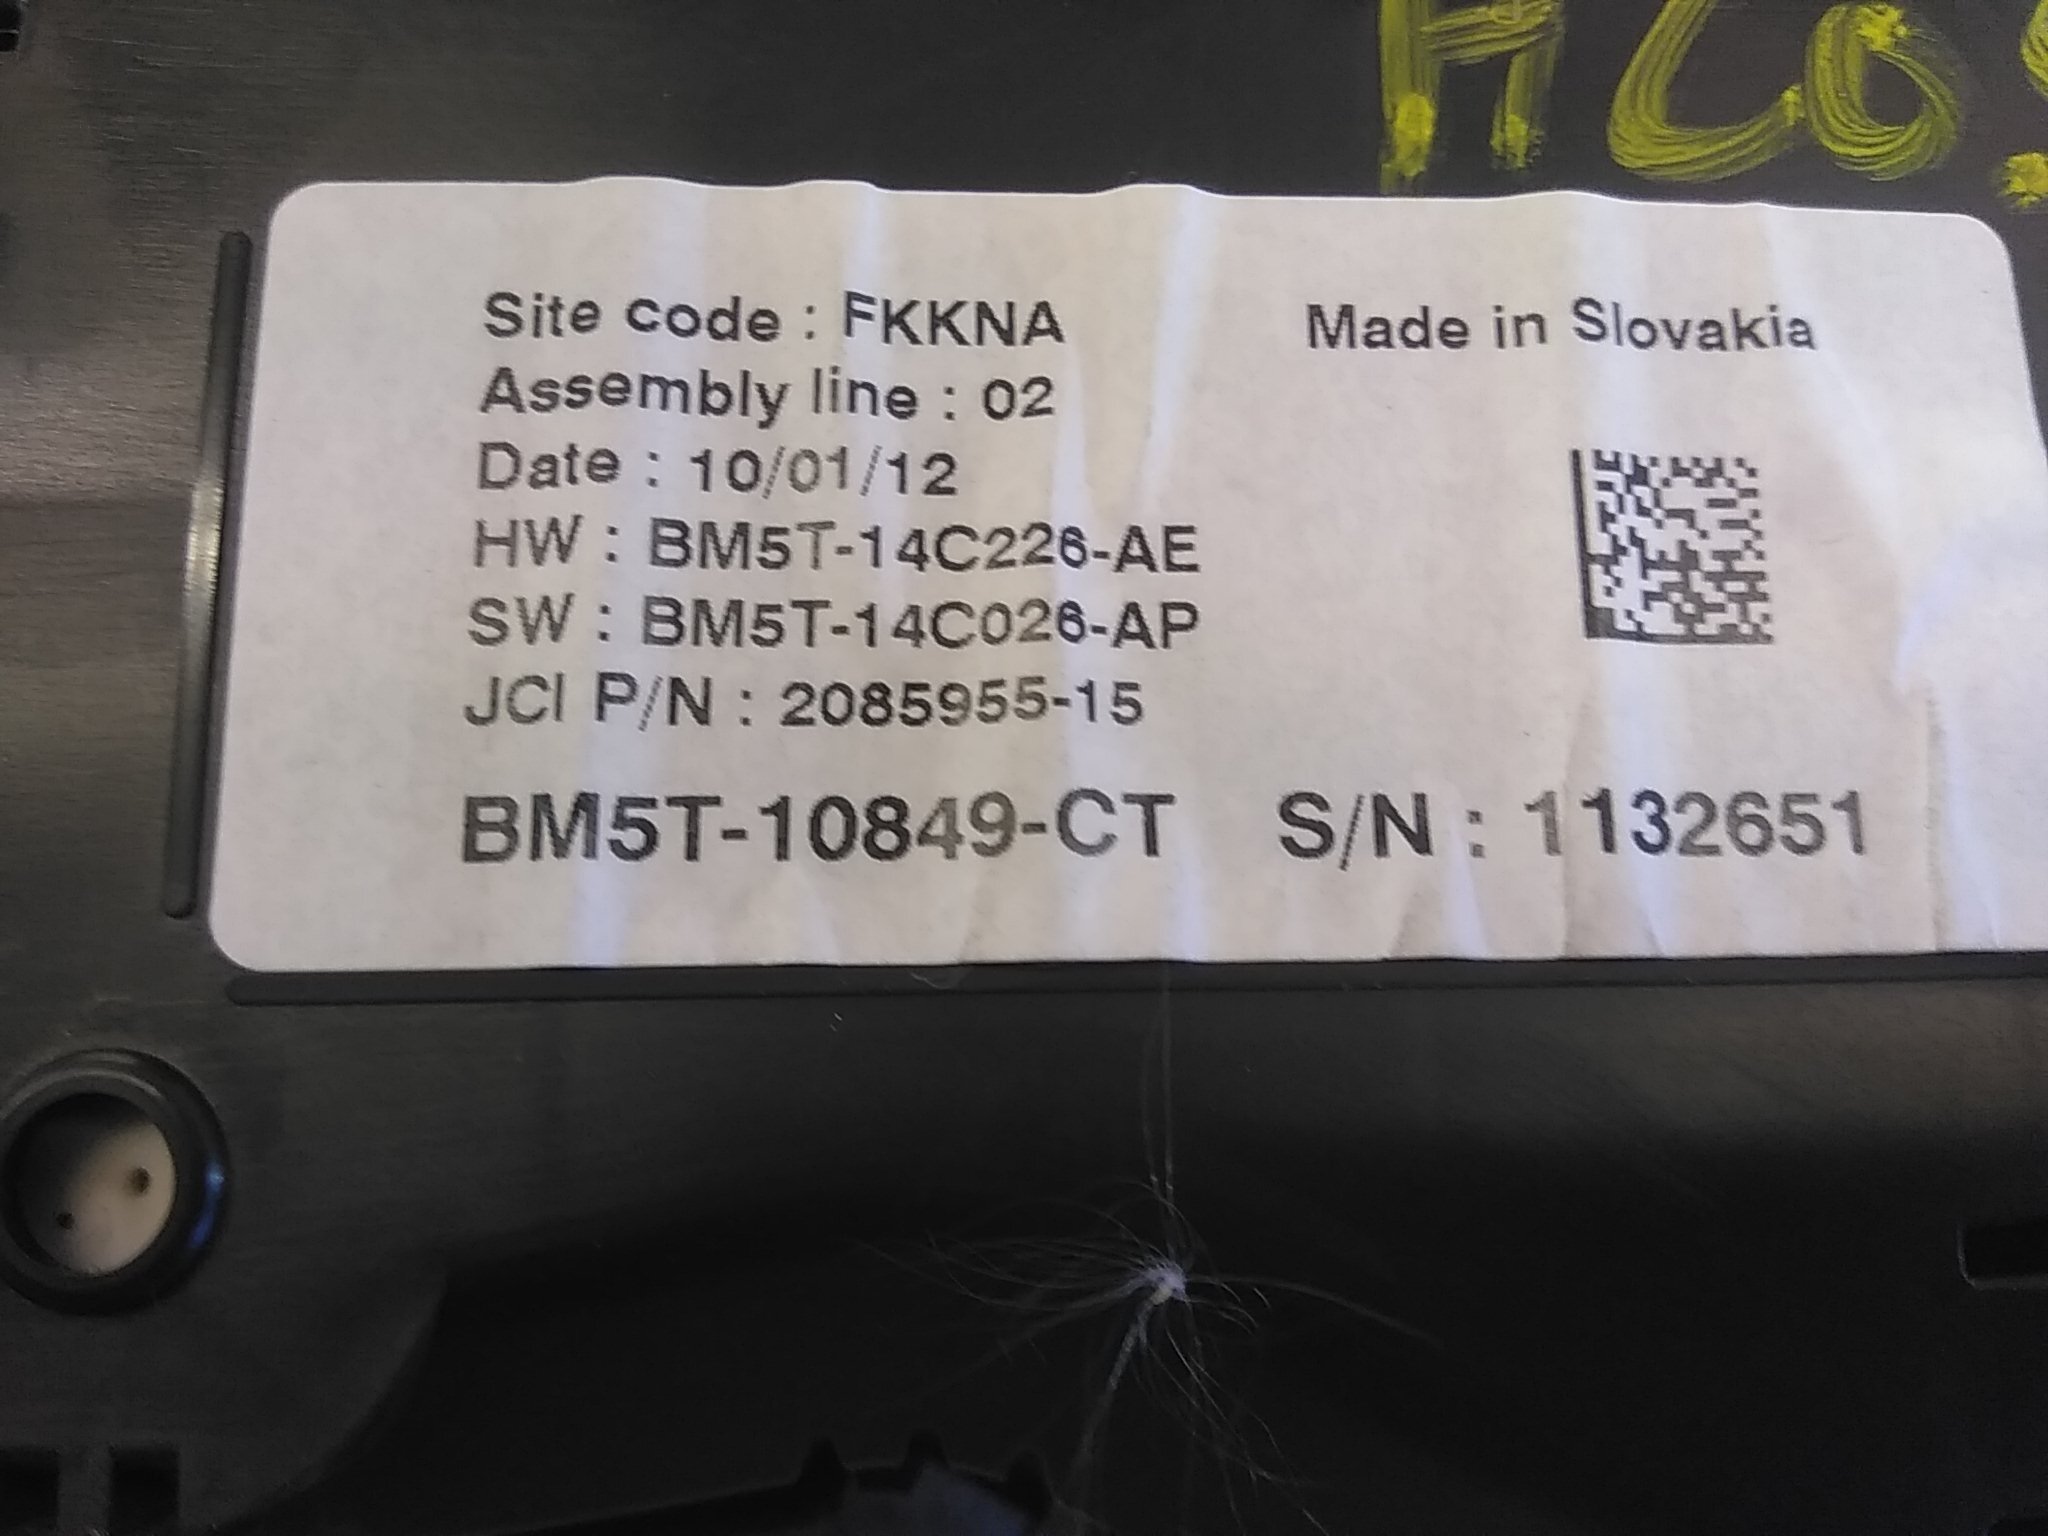 Site code : FKKNA
Made in Slovakia
Assembly line : 02
Date : 10/01/12
HW : BM5T-14C226-AE
SW : BM5T-14C026-AP
JCI P/N : 2085955-15
BM5T-10849-CT S/N : 1132651